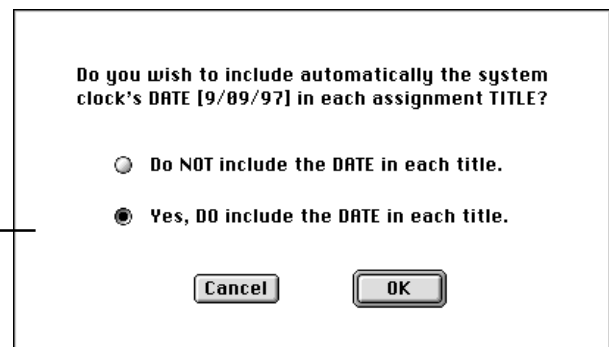 Do you wish to include automatically the system
clock's DATE [9/09/97] in each assignment TITLE?
Do NOT include the DATE in each title.
Yes, DO include the DATE in each title.
Cancel OK